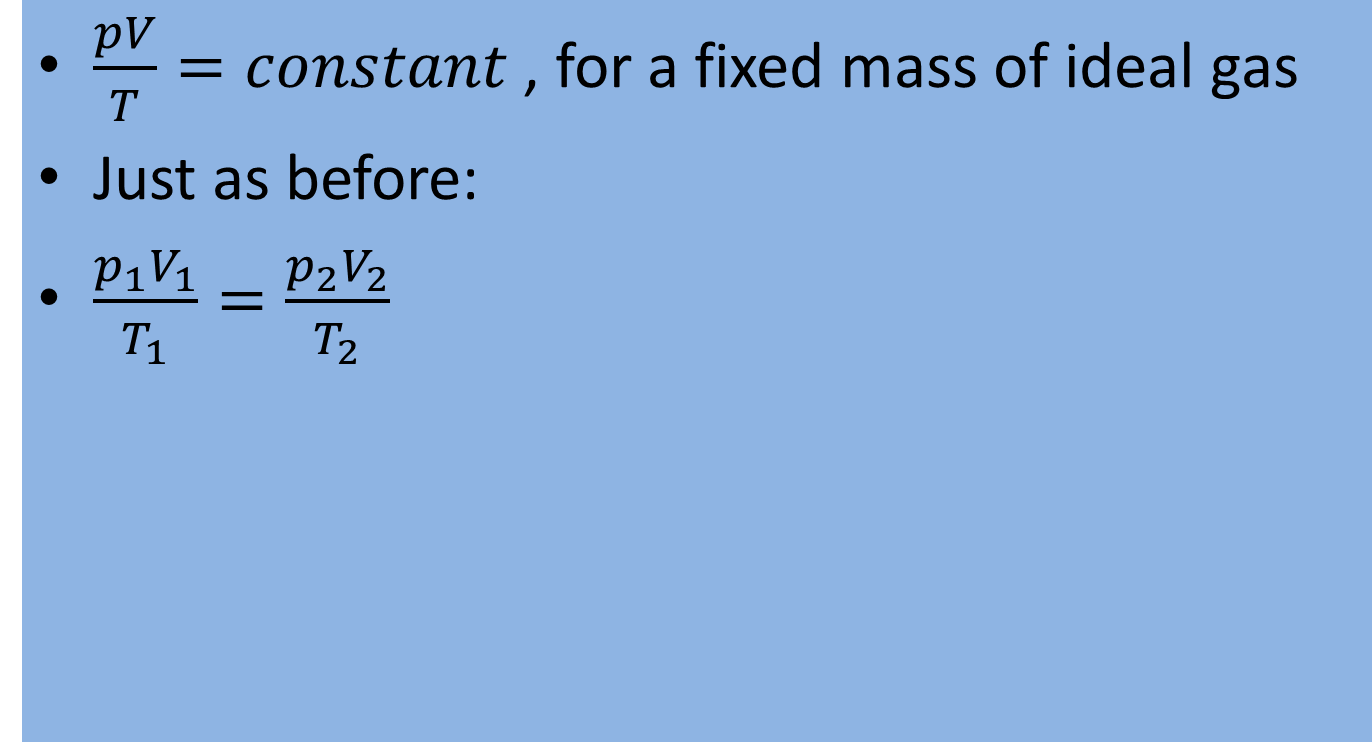 • pV/T = constant , for a fixed mass of ideal gas
• Just as before:
• p₁V₁/T₁ = p₂V₂/T₂